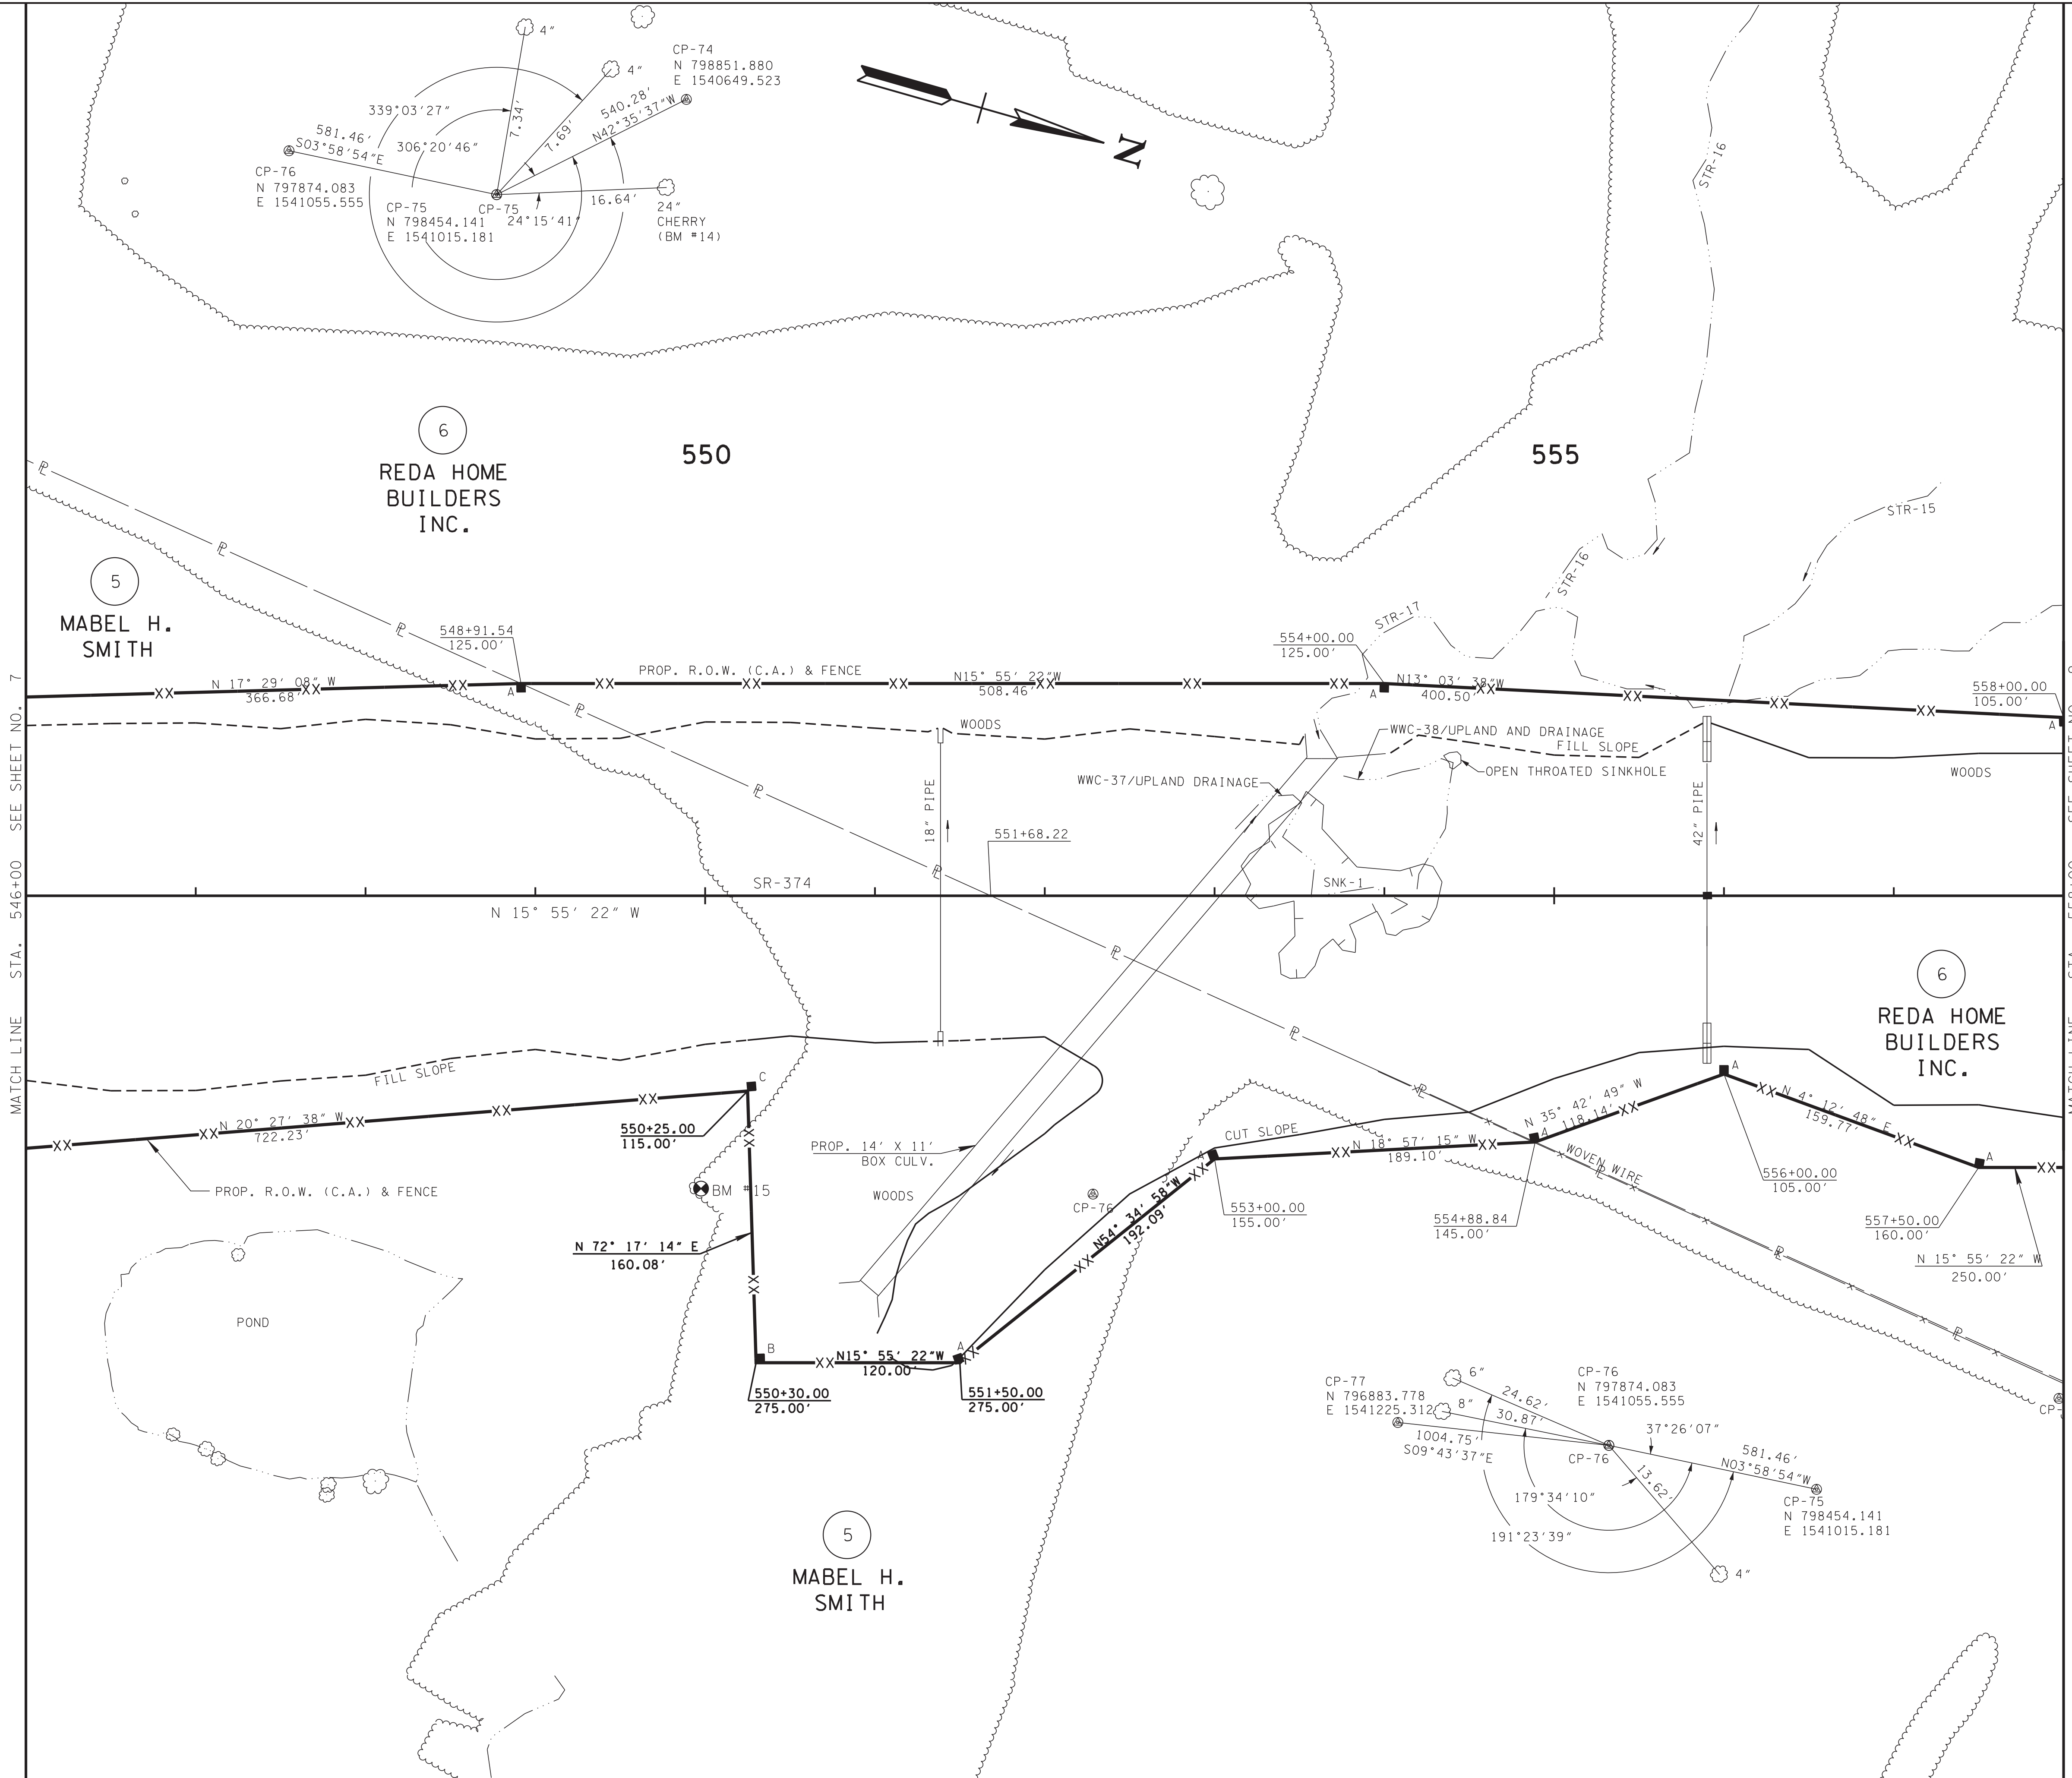 4"
4"
CP-74
N 798851.880
E 1540649.523
339°03'27"
306°20'46"
7.34'
7.69'
540.28'
N42°35'37"W
581.46'
S03°58'54"E
CP-76
N 797874.083
E 1541055.555
CP-75
N 798454.141
E 1541015.181
CP-75
24°15'41"
16.64'
24"
CHERRY
(BM #14)
N
STR-16
6
REDA HOME
BUILDERS
INC.
550
555
STR-15
STR-16
STR-17
5
MABEL H.
SMITH
548+91.54
125.00'
PROP. R.O.W. (C.A.) & FENCE
N15° 55' 22"W
508.46'
554+00.00
125.00'
N13° 03' 38"W
400.50'
558+00.00
105.00'
N 17° 29' 08" W
366.68'
A
A
A
WOODS
WWC-38/UPLAND AND DRAINAGE
FILL SLOPE
OPEN THROATED SINKHOLE
WOODS
WWC-37/UPLAND DRAINAGE
18" PIPE
42" PIPE
551+68.22
SNK-1
SR-374
N 15° 55' 22" W
MATCH LINE STA. 546+00 SEE SHEET NO. 7
6
REDA HOME
BUILDERS
INC.
FILL SLOPE
C
N 20° 27' 38" W
722.23'
550+25.00
115.00'
PROP. R.O.W. (C.A.) & FENCE
PROP. 14' X 11'
BOX CULV.
BM #15
WOODS
CP-76
CUT SLOPE
A
N 18° 57' 15" W
189.10'
N 35° 42' 49" W
118.14'
A
A
N 4° 12' 48" E
159.77'
A
WOVEN WIRE
556+00.00
105.00'
553+00.00
155.00'
554+88.84
145.00'
557+50.00
160.00'
N 15° 55' 22" W
250.00'
N54° 34' 58"W
192.09'
N 72° 17' 14" E
160.08'
POND
B
N15° 55' 22"W
120.00'
A
550+30.00
275.00'
551+50.00
275.00'
CP-77
N 796883.778
E 1541225.312
6"
8"
24.62'
30.87'
CP-76
N 797874.083
E 1541055.555
1004.75'
S09°43'37"E
CP-76
37°26'07"
581.46'
N03°58'54"W
13.62'
CP-75
N 798454.141
E 1541015.181
179°34'10"
191°23'39"
4"
CP-
5
MABEL H.
SMITH